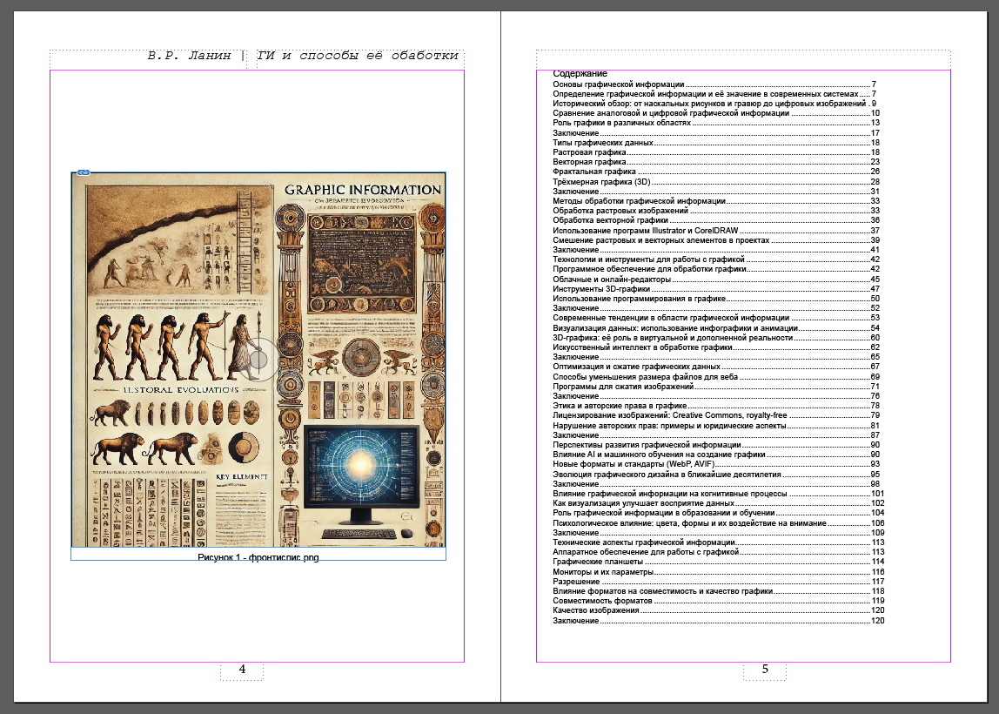 В.Р. Ланин | ГИ и способы её обаботки
GRAPHIC INFORMATION
HISTORAL EVOLUATIONS
KEY ELEMENIT
Рисунок 1 - фронтиспис.png
4
Содержание
Основы графической информации 7
Определение графической информации и её значение в современных системах 7
Исторический обзор: от наскальных рисунков и гравюр до цифровых изображений 9
Сравнение аналоговой и цифровой графической информации 10
Роль графики в различных областях 13
Заключение 17
Типы графических данных 18
Растровая графика 18
Векторная графика 23
Фрактальная графика 26
Трёхмерная графика (3D) 28
Заключение 31
Методы обработки графической информации 33
Обработка растровых изображений 33
Обработка векторной графики 36
Использование программ Illustrator и CorelDRAW 37
Смешение растровых и векторных элементов в проектах 39
Заключение 41
Технологии и инструменты для работы с графикой 42
Программное обеспечение для обработки графики 42
Облачные и онлайн-редакторы 45
Инструменты 3D-графики 47
Использование программирования в графике 50
Заключение 52
Современные тенденции в области графической информации 53
Визуализация данных: использование инфографики и анимации 54
3D-графика: её роль в виртуальной и дополненной реальности 60
Искусственный интеллект в обработке графики 62
Заключение 65
Оптимизация и сжатие графических данных 67
Способы уменьшения размера файлов для веба 69
Программы для сжатия изображений 71
Заключение 76
Этика и авторские права в графике 78
Лицензирование изображений: Creative Commons, royalty-free 79
Нарушение авторских прав: примеры и юридические аспекты 81
Заключение 87
Перспективы развития графической информации 90
Влияние AI и машинного обучения на создание графики 90
Новые форматы и стандарты (WebP, AVIF) 93
Эволюция графического дизайна в ближайшие десятилетия 95
Заключение 98
Влияние графической информации на когнитивные процессы 101
Как визуализация улучшает восприятие данных 102
Роль графической информации в образовании и обучении 104
Психологическое влияние: цвета, формы и их воздействие на внимание 106
Заключение 109
Технические аспекты графической информации 113
Аппаратное обеспечение для работы с графикой 113
Графические планшеты 114
Мониторы и их параметры 116
Разрешение 117
Влияние форматов на совместимость и качество графики 118
Совместимость форматов 119
Качество изображения 120
Заключение 120
5